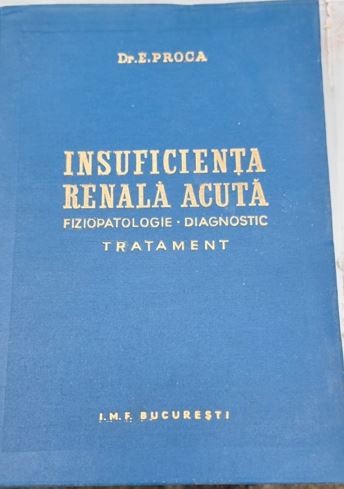 Dr. E. PROCA
INSUFICIENȚA
RENALĂ ACUTĂ
FIZIOPATOLOGIE · DIAGNOSTIC
TRATAMENT
I.M.F. BUCUREȘTI